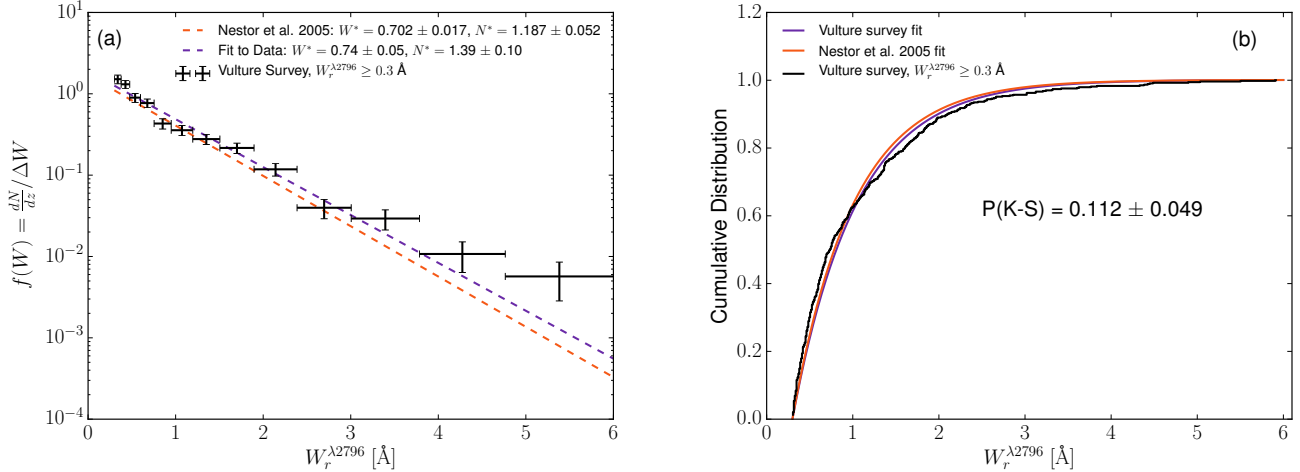 (a)
Nestor et al. 2005: W* = 0.702 ± 0.017, N* = 1.187 ± 0.052
Fit to Data: W* = 0.74 ± 0.05, N* = 1.39 ± 0.10
Vulture Survey, W_r^{λ2796} ≥ 0.3 Å
f(W) = \frac{dN}{dz}/ΔW
10^1
10^0
10^{-1}
10^{-2}
10^{-3}
10^{-4}
0 1 2 3 4 5 6
W_r^{λ2796} [Å]
(b)
Vulture survey fit
Nestor et al. 2005 fit
Vulture survey, W_r^{λ2796} ≥ 0.3 Å
P(K-S) = 0.112 ± 0.049
Cumulative Distribution
1.0
0.8
0.6
0.4
0.2
0.0
0 1 2 3 4 5 6
W_r^{λ2796} [Å]